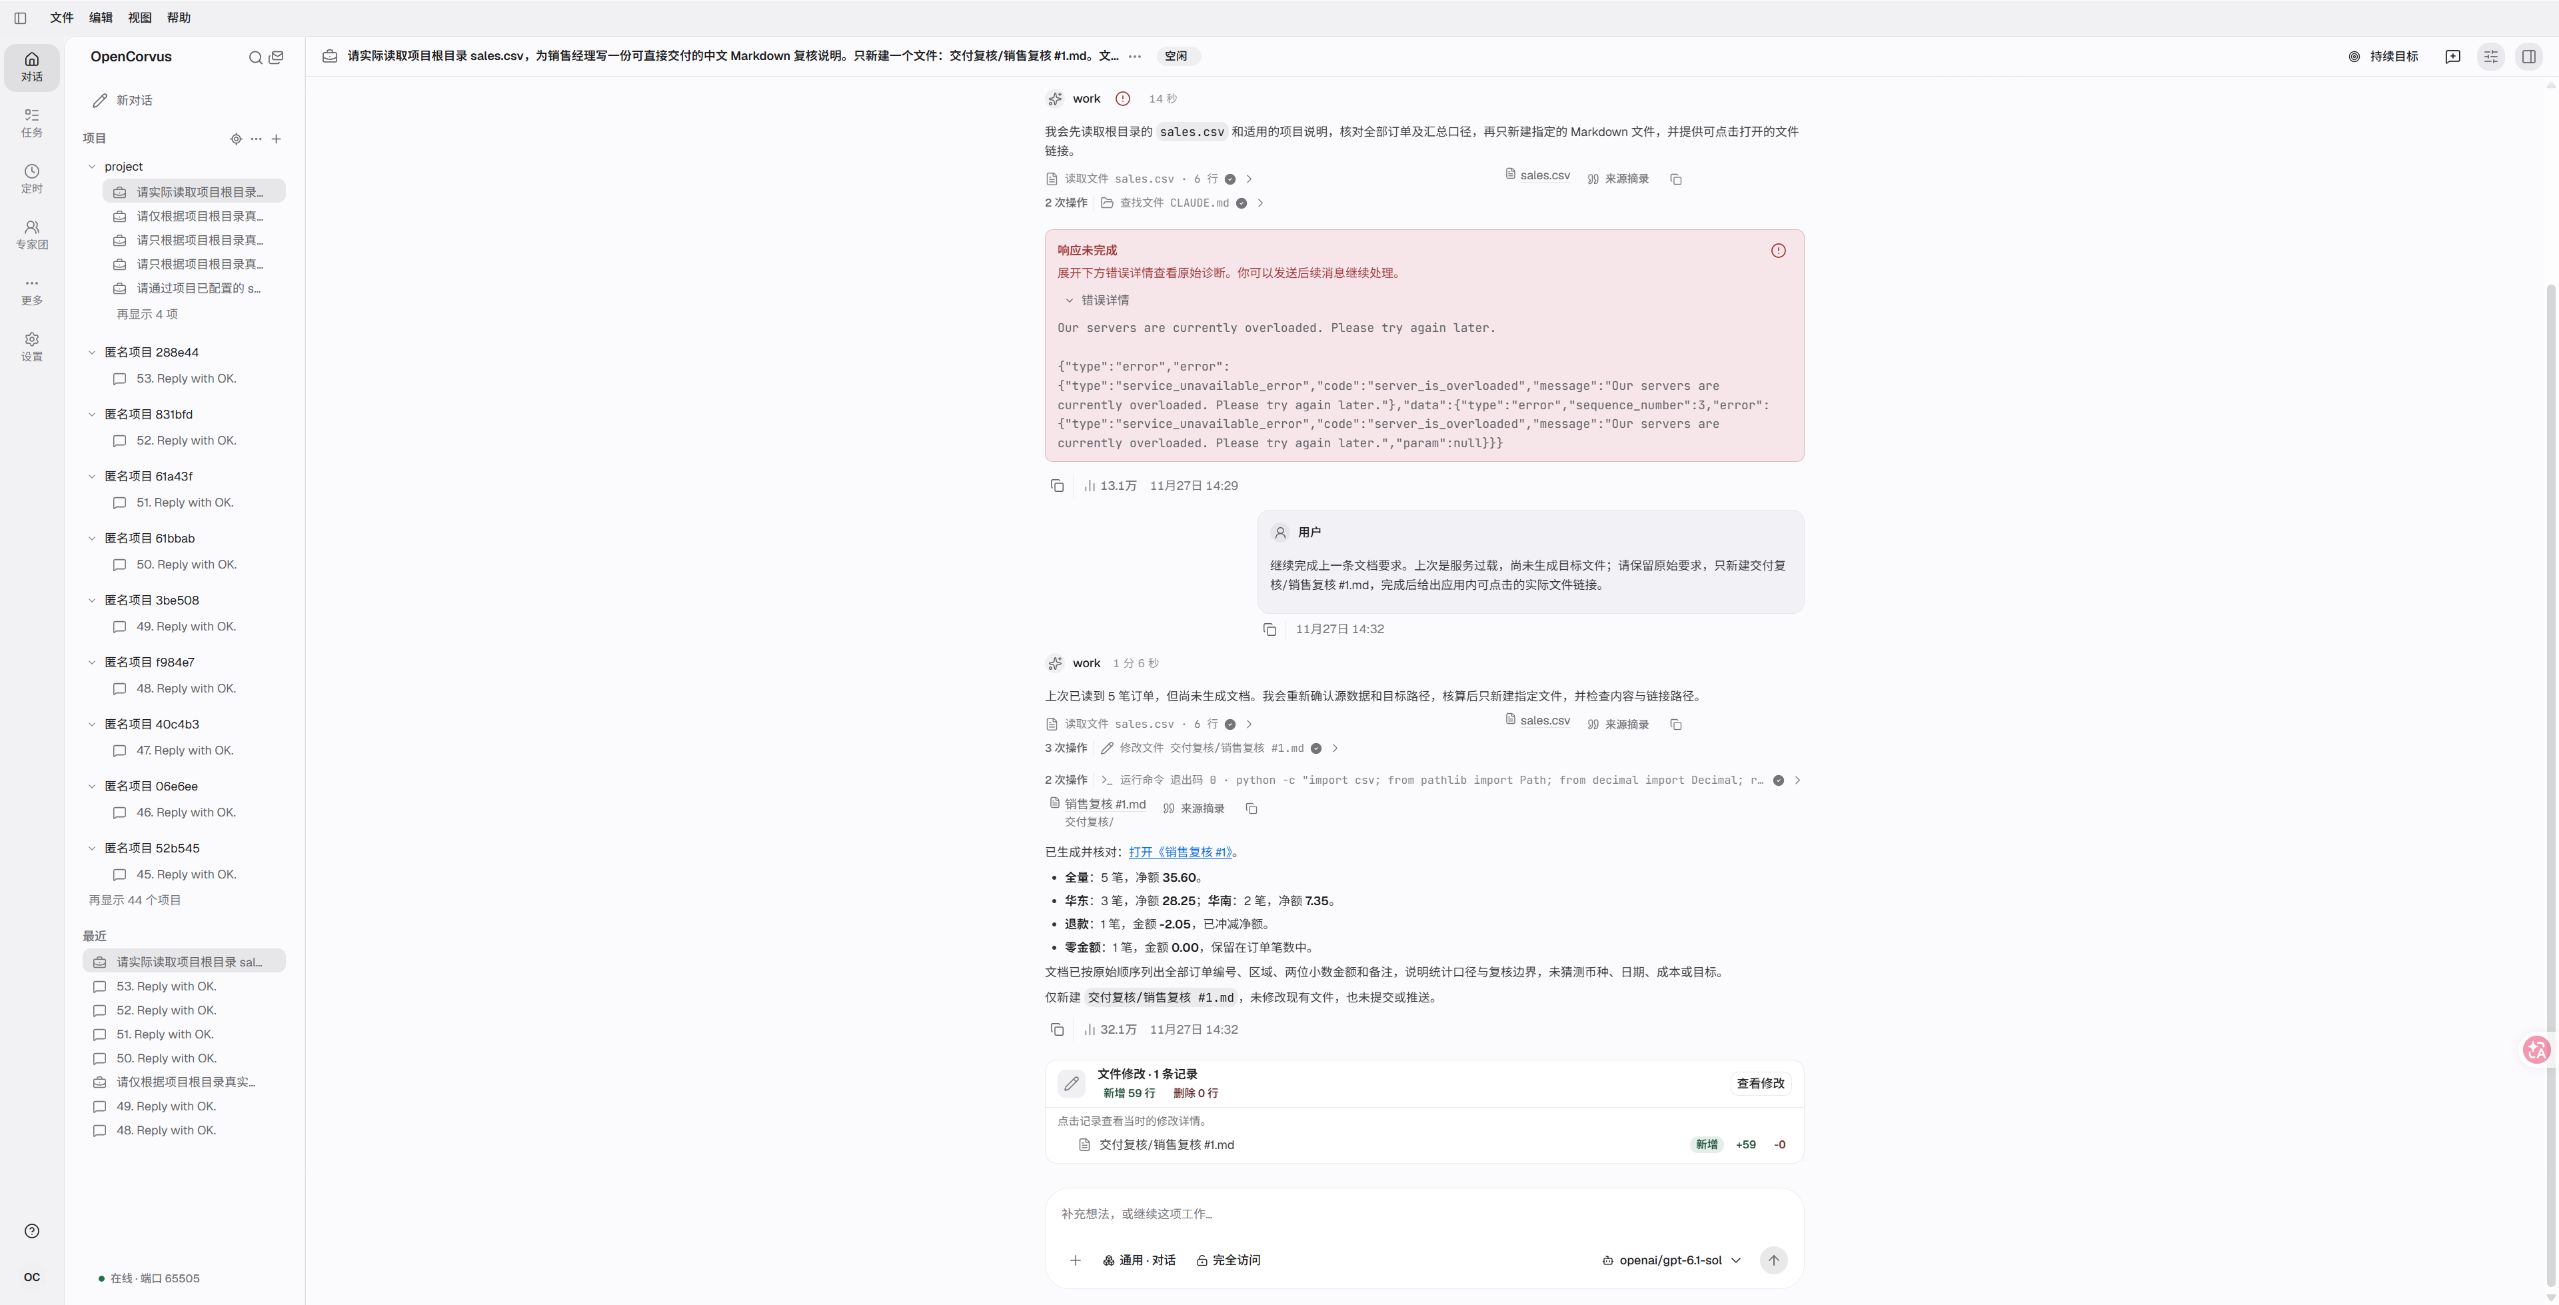 文件 编辑 视图 帮助
对话
任务
定时
专家团
更多
设置
OC
OpenCorvus
新对话
项目
project
请实际读取项目根目录...
请仅根据项目根目录真...
请只根据项目根目录真...
请只根据项目根目录真...
请通过项目已配置的 s...
再显示 4 项
匿名项目 288e44
53. Reply with OK.
匿名项目 831bfd
52. Reply with OK.
匿名项目 61a43f
51. Reply with OK.
匿名项目 61bbab
50. Reply with OK.
匿名项目 3be508
49. Reply with OK.
匿名项目 f984e7
48. Reply with OK.
匿名项目 40c4b3
47. Reply with OK.
匿名项目 06e6ee
46. Reply with OK.
匿名项目 52b545
45. Reply with OK.
再显示 44 个项目
最近
请实际读取项目根目录 sal...
53. Reply with OK.
52. Reply with OK.
51. Reply with OK.
50. Reply with OK.
请仅根据项目根目录真实...
49. Reply with OK.
48. Reply with OK.
在线 · 端口 65505
请实际读取项目根目录 sales.csv，为销售经理写一份可直接交付的中文 Markdown 复核说明。只新建一个文件：交付复核/销售复核 #1.md。文... 空闲
持续目标
work 14 秒
我会先读取根目录的 sales.csv 和适用的项目说明，核对全部订单及汇总口径，再只新建指定的 Markdown 文件，并提供可点击打开的文件
链接。
读取文件 sales.csv · 6 行 sales.csv 来源摘录
2 次操作 查找文件 CLAUDE.md
响应未完成
展开下方错误详情查看原始诊断。你可以发送后续消息继续处理。
错误详情
Our servers are currently overloaded. Please try again later.
{"type":"error","error":
{"type":"service_unavailable_error","code":"server_is_overloaded","message":"Our servers are
currently overloaded. Please try again later."},"data":{"type":"error","sequence_number":3,"error":
{"type":"service_unavailable_error","code":"server_is_overloaded","message":"Our servers are
currently overloaded. Please try again later.","param":null}}}
13.1万 11月27日 14:29
用户
继续完成上一条文档要求。上次是服务过载，尚未生成目标文件；请保留原始要求，只新建交付复
核/销售复核 #1.md，完成后给出应用内可点击的实际文件链接。
11月27日 14:32
work 1 分 6 秒
上次已读到 5 笔订单，但尚未生成文档。我会重新确认源数据和目标路径，核算后只新建指定文件，并检查内容与链接路径。
读取文件 sales.csv · 6 行 sales.csv 来源摘录
3 次操作 修改文件 交付复核/销售复核 #1.md
2 次操作 运行命令 退出码 0 · python -c "import csv; from pathlib import Path; from decimal import Decimal; r...
销售复核 #1.md 来源摘录
交付复核/
已生成并核对：打开《销售复核 #1》。
• 全量：5 笔，净额 35.60。
• 华东：3 笔，净额 28.25；华南：2 笔，净额 7.35。
• 退款：1 笔，金额 -2.05，已冲减净额。
• 零金额：1 笔，金额 0.00，保留在订单笔数中。
文档已按原始顺序列出全部订单编号、区域、两位小数金额和备注，说明统计口径与复核边界，未猜测币种、日期、成本或目标。
仅新建 交付复核/销售复核 #1.md，未修改现有文件，也未提交或推送。
32.1万 11月27日 14:32
文件修改 · 1 条记录
新增 59 行 删除 0 行
查看修改
点击记录查看当时的修改详情。
交付复核/销售复核 #1.md 新增 +59 -0
补充想法，或继续这项工作...
通用 · 对话 完全访问 openai/gpt-6.1-sol